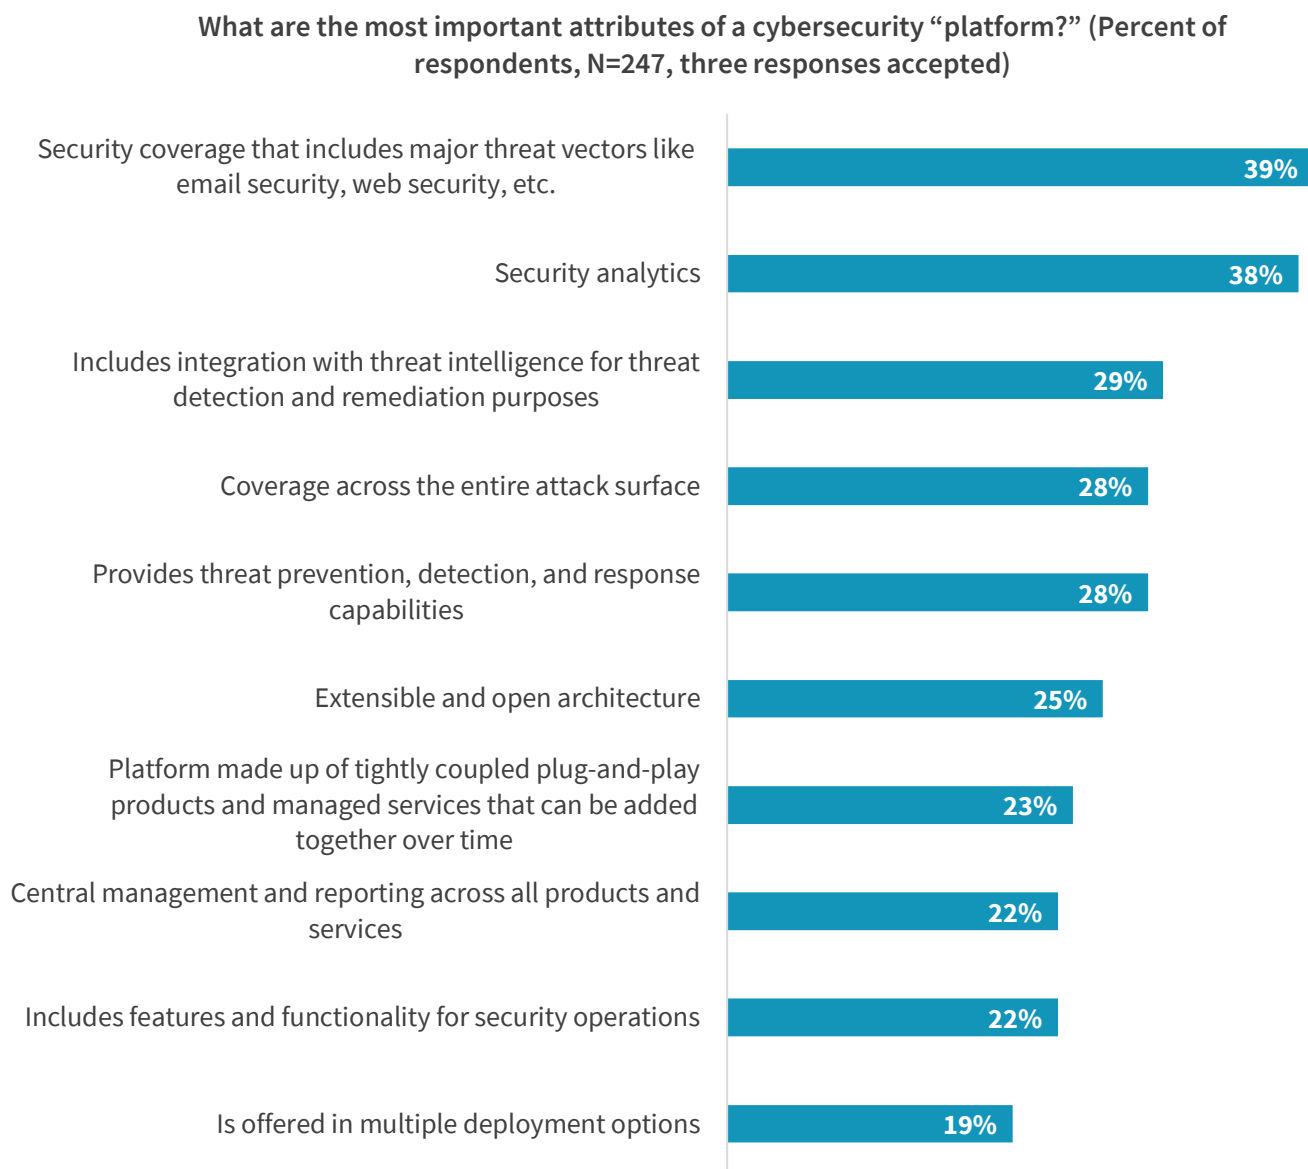 What are the most important attributes of a cybersecurity “platform?” (Percent of
respondents, N=247, three responses accepted)
Security coverage that includes major threat vectors like
email security, web security, etc.
39%
Security analytics
38%
Includes integration with threat intelligence for threat
detection and remediation purposes
29%
Coverage across the entire attack surface
28%
Provides threat prevention, detection, and response
capabilities
28%
Extensible and open architecture
25%
Platform made up of tightly coupled plug-and-play
products and managed services that can be added
together over time
23%
Central management and reporting across all products and
services
22%
Includes features and functionality for security operations
22%
Is offered in multiple deployment options
19%